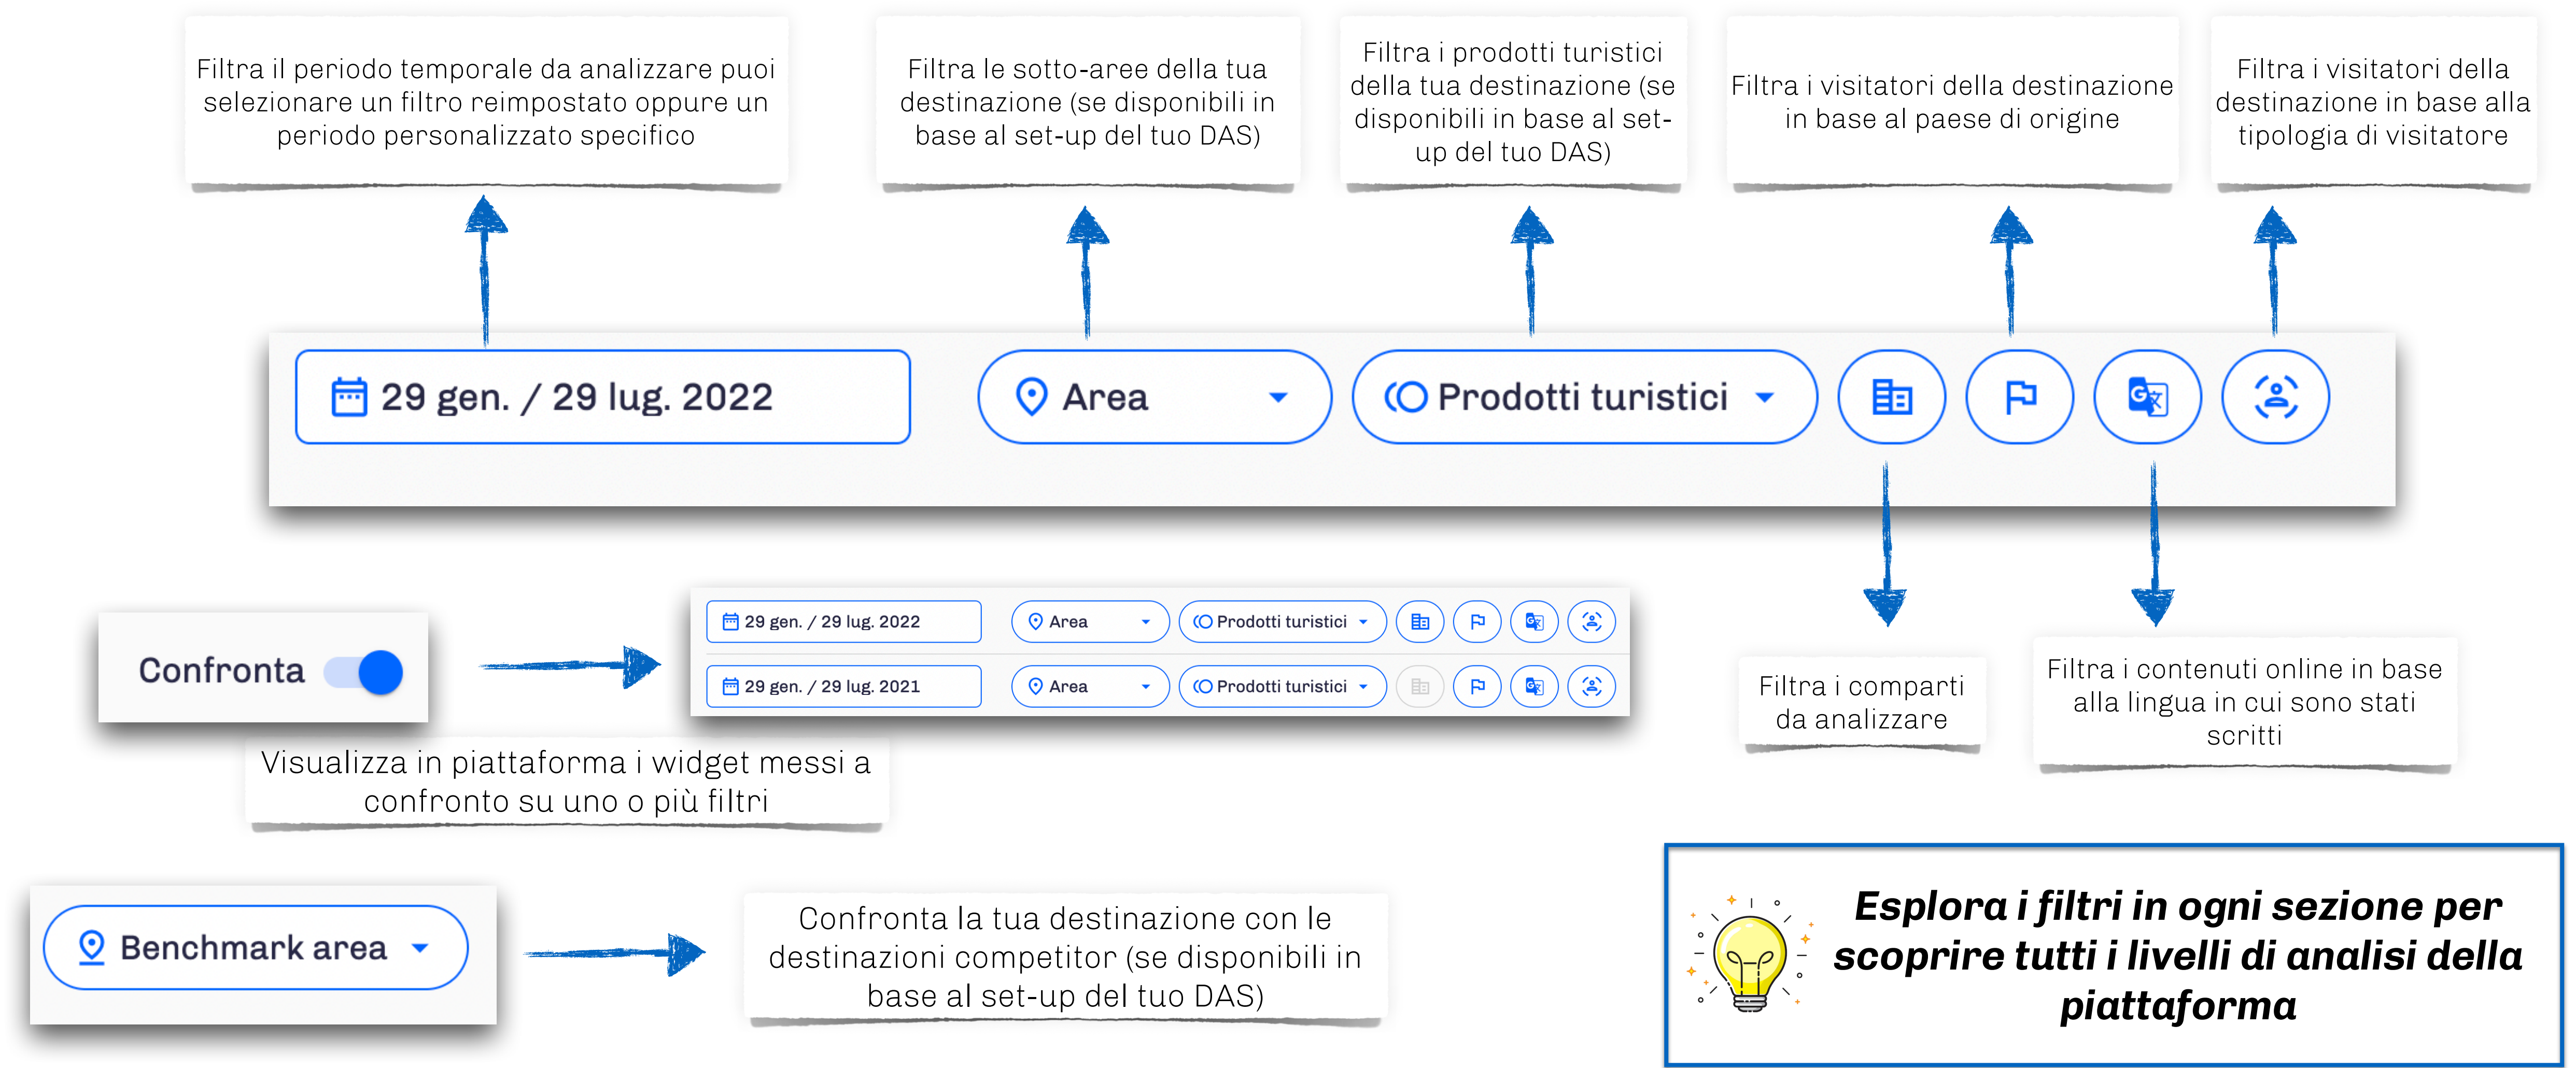 Filtra il periodo temporale da analizzare puoi
selezionare un filtro reimpostato oppure un
periodo personalizzato specifico
Filtra le sotto-aree della tua
destinazione (se disponibili in
base al set-up del tuo DAS)
Filtra i prodotti turistici
della tua destinazione (se
disponibili in base al set-
up del tuo DAS)
Filtra i visitatori della destinazione
in base al paese di origine
Filtra i visitatori della
destinazione in base alla
tipologia di visitatore
29 gen. / 29 lug. 2022
Area
Prodotti turistici
Confronta
29 gen. / 29 lug. 2022
Area
Prodotti turistici
29 gen. / 29 lug. 2021
Area
Prodotti turistici
Filtra i comparti
da analizzare
Filtra i contenuti online in base
alla lingua in cui sono stati
scritti
Visualizza in piattaforma i widget messi a
confronto su uno o più filtri
Benchmark area
Confronta la tua destinazione con le
destinazioni competitor (se disponibili in
base al set-up del tuo DAS)
Esplora i filtri in ogni sezione per
scoprire tutti i livelli di analisi della
piattaforma